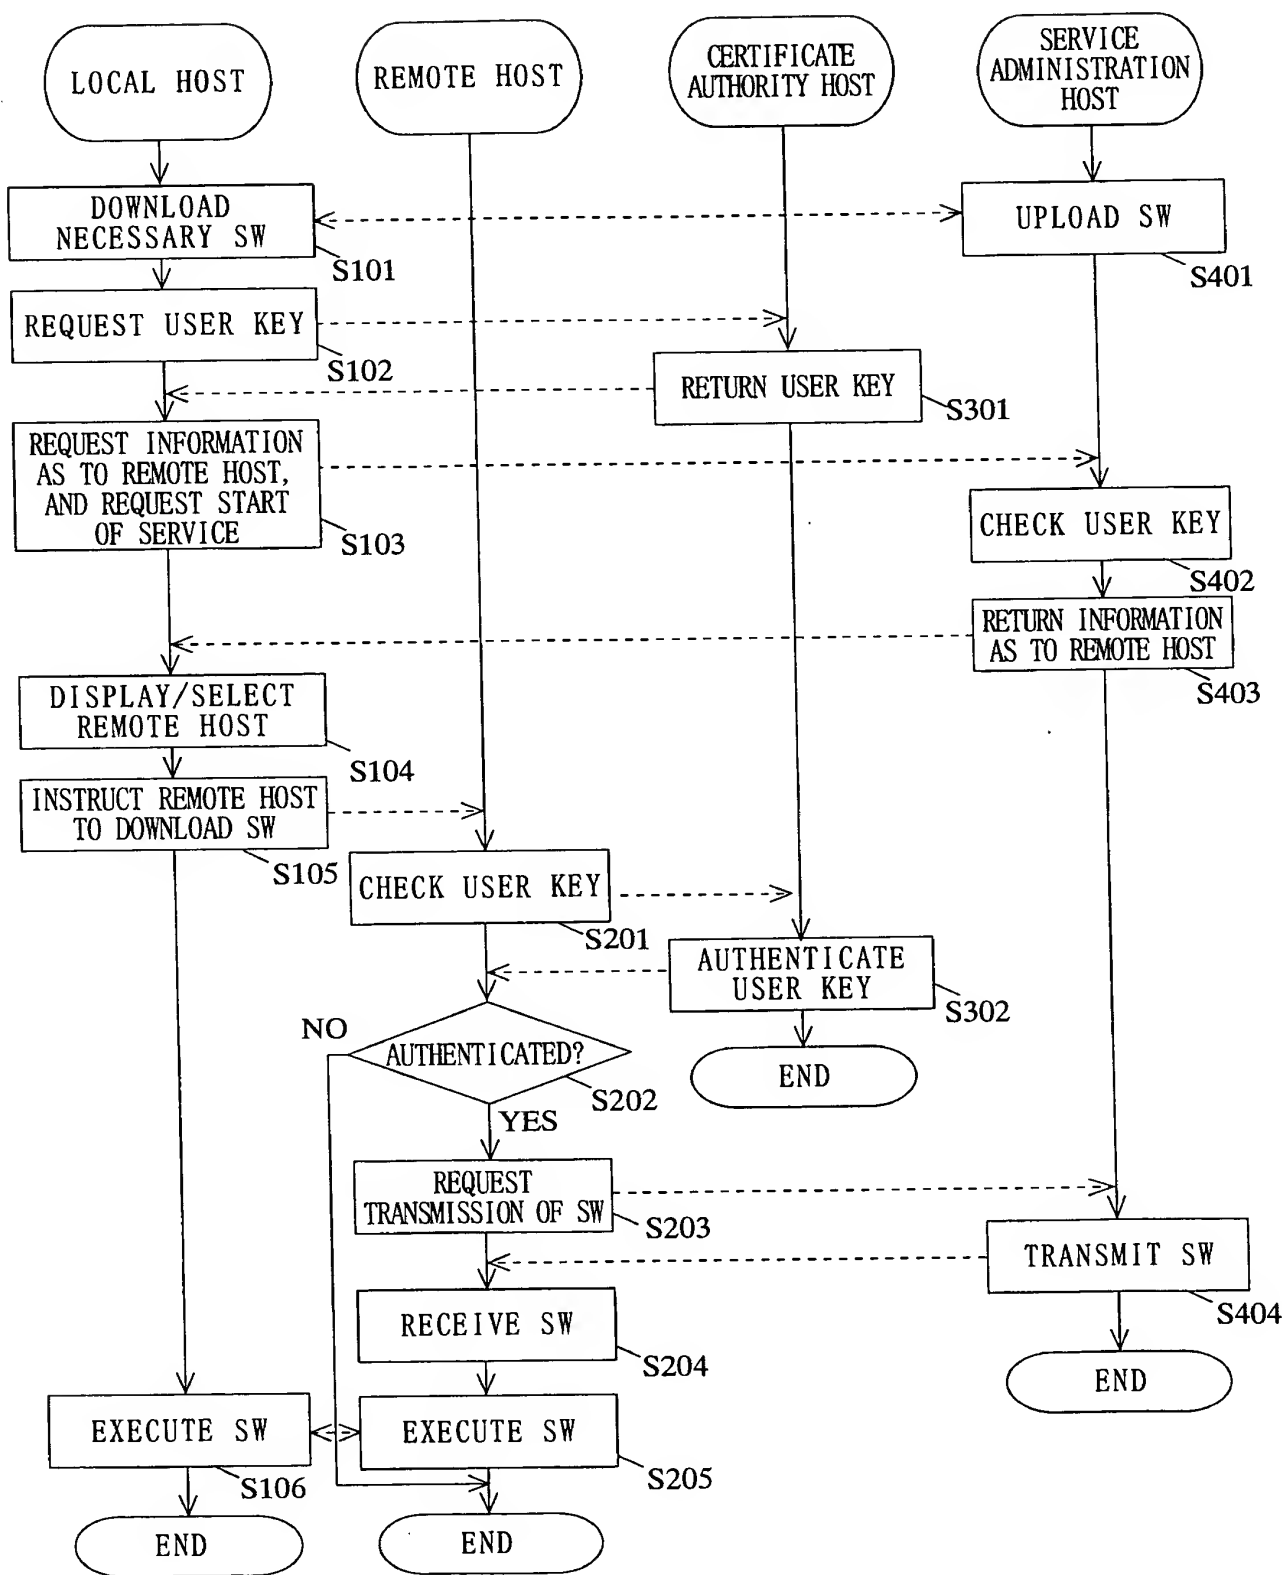 LOCAL HOST
REMOTE HOST
CERTIFICATE
AUTHORITY HOST
SERVICE
ADMINISTRATION
HOST
DOWNLOAD
NECESSARY SW
S101
UPLOAD SW
S401
REQUEST USER KEY
S102
RETURN USER KEY
S301
REQUEST INFORMATION
AS TO REMOTE HOST,
AND REQUEST START
OF SERVICE
S103
CHECK USER KEY
S402
RETURN INFORMATION
AS TO REMOTE HOST
S403
DISPLAY/SELECT
REMOTE HOST
S104
INSTRUCT REMOTE HOST
TO DOWNLOAD SW
S105
CHECK USER KEY
S201
AUTHENTICATE
USER KEY
S302
NO
AUTHENTICATED?
S202
END
YES
REQUEST
TRANSMISSION OF SW
S203
TRANSMIT SW
S404
RECEIVE SW
S204
END
EXECUTE SW
S106
EXECUTE SW
S205
END
END